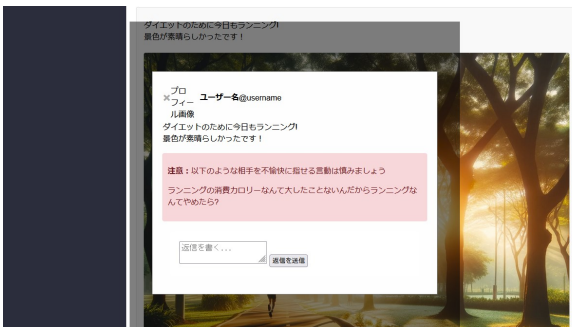 ダイエットのために今日もランニング!
景色が素晴らしかったです!
プロ
フィー
ル画像
ユーザー名@username
ダイエットのために今日もランニング!
景色が素晴らしかったです!
注意：以下のような相手を不愉快に指せる言動は慎みましょう
ランニングの消費カロリーなんて大したことないんだからランニングな
んてやめたら?
返信を書く...
返信を送信